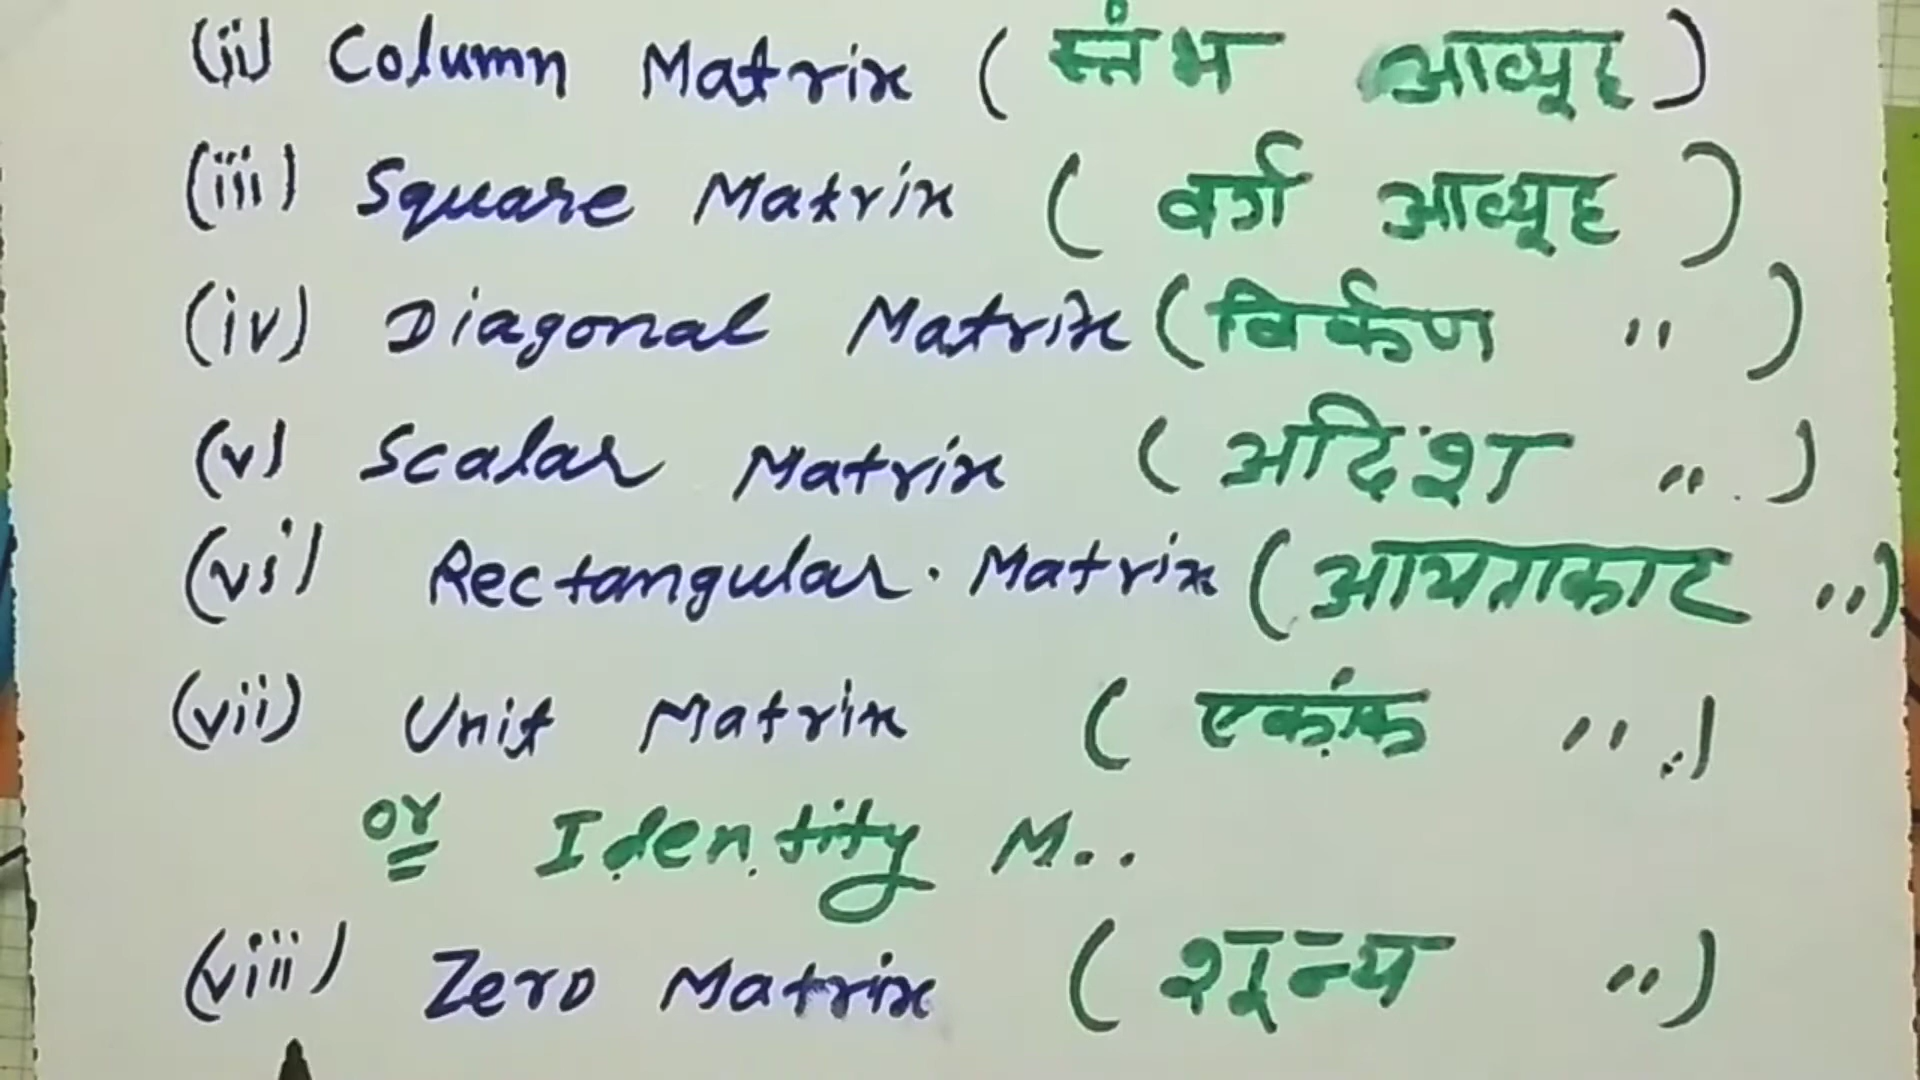 (ii) Column Matrix (स्तंभ आव्यूह)
(iii) Square Matrix (वर्ग आव्यूह)
(iv) Diagonal Matrix (विर्कण ")
(v) Scalar Matrix (अदिश ")
(vi) Rectangular Matrix (आयताकार ")
(vii) Unit Matrix (एकांक ")
or Identity M..
(viii) Zero Matrix (शून्य ")